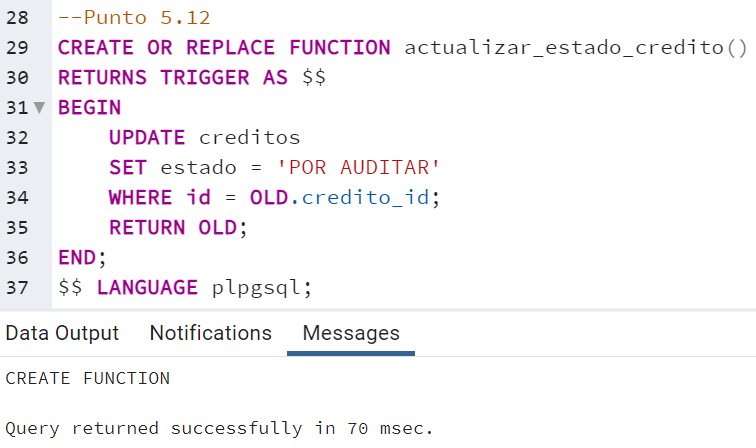 28 --Punto 5.12
29 CREATE OR REPLACE FUNCTION actualizar_estado_credito()
30 RETURNS TRIGGER AS $$
31 BEGIN
32 UPDATE creditos
33 SET estado = 'POR AUDITAR'
34 WHERE id = OLD.credito_id;
35 RETURN OLD;
36 END;
37 $$ LANGUAGE plpgsql;
Data Output Notifications Messages
CREATE FUNCTION
Query returned successfully in 70 msec.